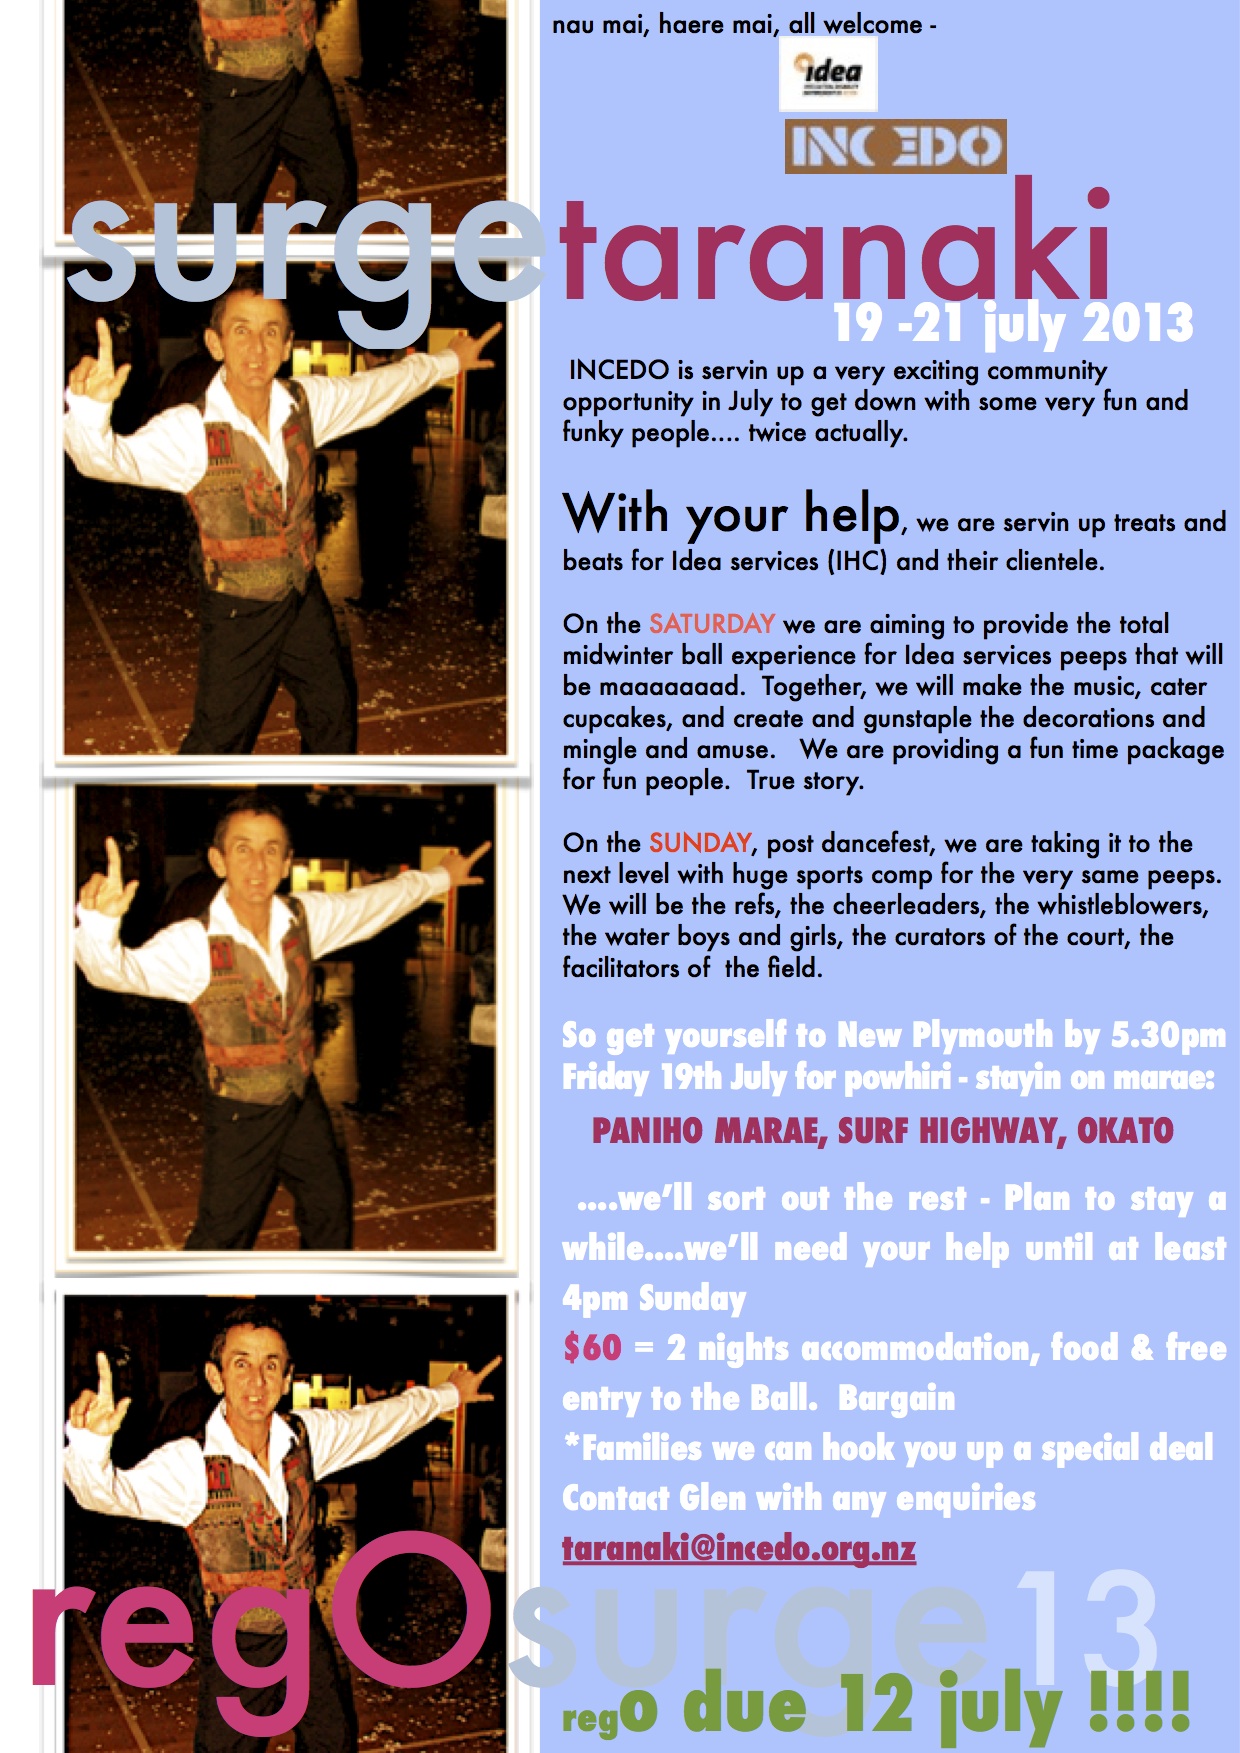 nau mai, haere mai, all welcome -
idea
INCEDO
surgetaranaki
19 -21 july 2013
INCEDO is servin up a very exciting community
opportunity in July to get down with some very fun and
funky people.... twice actually.
With your help, we are servin up treats and
beats for Idea services (IHC) and their clientele.
On the SATURDAY we are aiming to provide the total
midwinter ball experience for Idea services peeps that will
be maaaaaaad.  Together, we will make the music, cater
cupcakes, and create and gunstaple the decorations and
mingle and amuse.   We are providing a fun time package
for fun people.  True story.
On the SUNDAY, post dancefest, we are taking it to the
next level with huge sports comp for the very same peeps.
We will be the refs, the cheerleaders, the whistleblowers,
the water boys and girls, the curators of the court, the
facilitators of  the field.
So get yourself to New Plymouth by 5.30pm
Friday 19th July for powhiri - stayin on marae:
PANIHO MARAE, SURF HIGHWAY, OKATO
....we'll sort out the rest - Plan to stay a
while....we'll need your help until at least
4pm Sunday
$60 = 2 nights accommodation, food & free
entry to the Ball.  Bargain
*Families we can hook you up a special deal
Contact Glen with any enquiries
taranaki@incedo.org.nz
regOsurge13
rego due 12 july !!!!